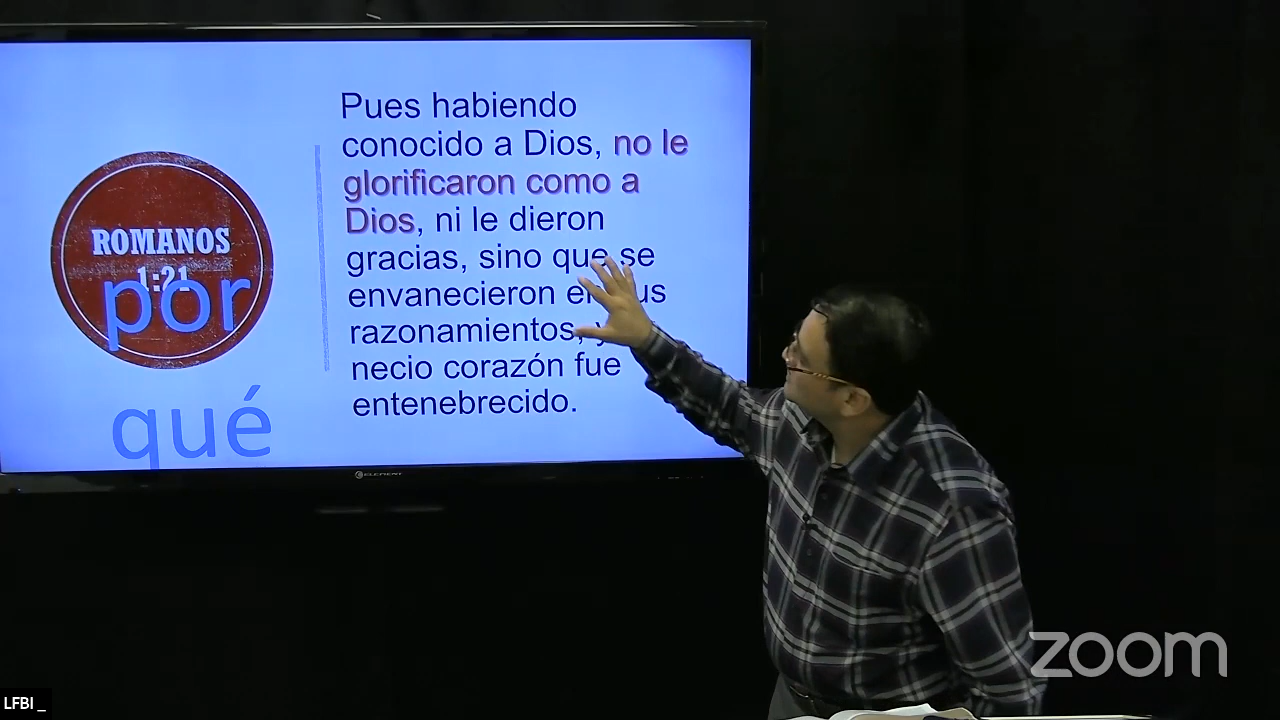 ROMANOS
1:21
por
qué
Pues habiendo
conocido a Dios, no le
glorificaron como a
Dios, ni le dieron
gracias, sino que se
envanecieron
razonamientos, y
necio corazón fue
entenebrecido.
ELEMENT
zoom
LFBI _